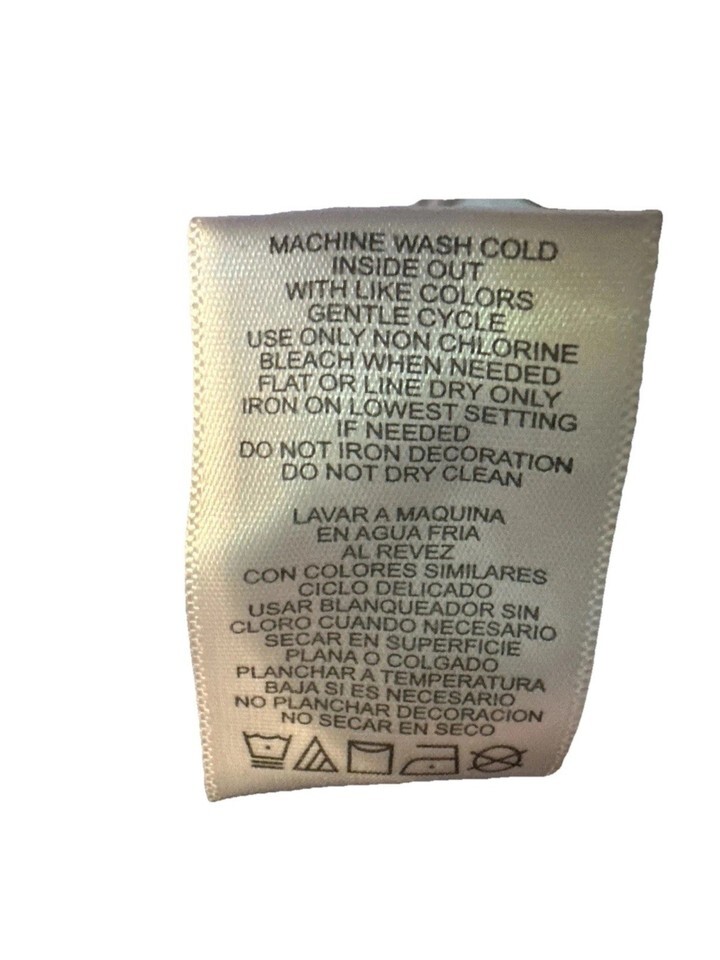 MACHINE WASH COLD
INSIDE OUT
WITH LIKE COLORS
GENTLE CYCLE
USE ONLY NON CHLORINE
BLEACH WHEN NEEDED
FLAT OR LINE DRY ONLY
IRON ON LOWEST SETTING
IF NEEDED
DO NOT IRON DECORATION
DO NOT DRY CLEAN
LAVAR A MAQUINA
EN AGUA FRIA
AL REVEZ
CON COLORES SIMILARES
CICLO DELICADO
USAR BLANQUEADOR SIN
CLORO CUANDO NECESARIO
SECAR EN SUPERFICIE
PLANA O COLGADO
PLANCHAR A TEMPERATURA
BAJA SI ES NECESARIO
NO PLANCHAR DECORACION
NO SECAR EN SECO